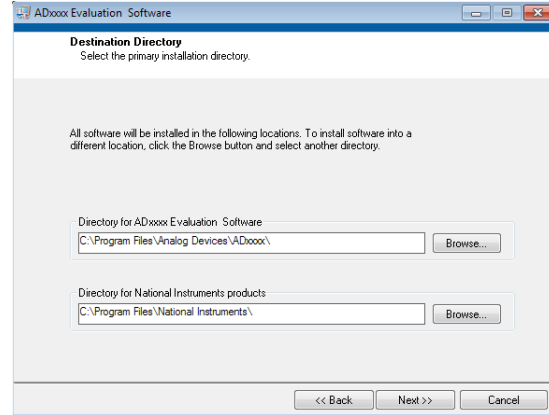 ADxxxx Evaluation Software
Destination Directory
Select the primary installation directory.
All software will be installed in the following locations. To install software into a
different location, click the Browse button and select another directory.
Directory for ADxxxx Evaluation Software
C:\Program Files\Analog Devices\ADxxxx\
Browse...
Directory for National Instruments products
C:\Program Files\National Instruments\
Browse...
<< Back
Next >>
Cancel